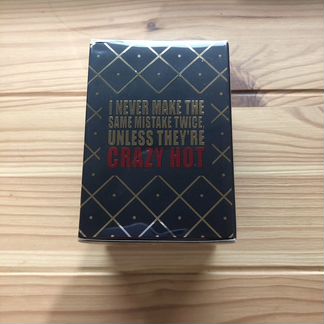 I NEVER MAKE THE
SAME MISTAKE TWICE,
UNLESS THEY'RE
CRAZY HOT